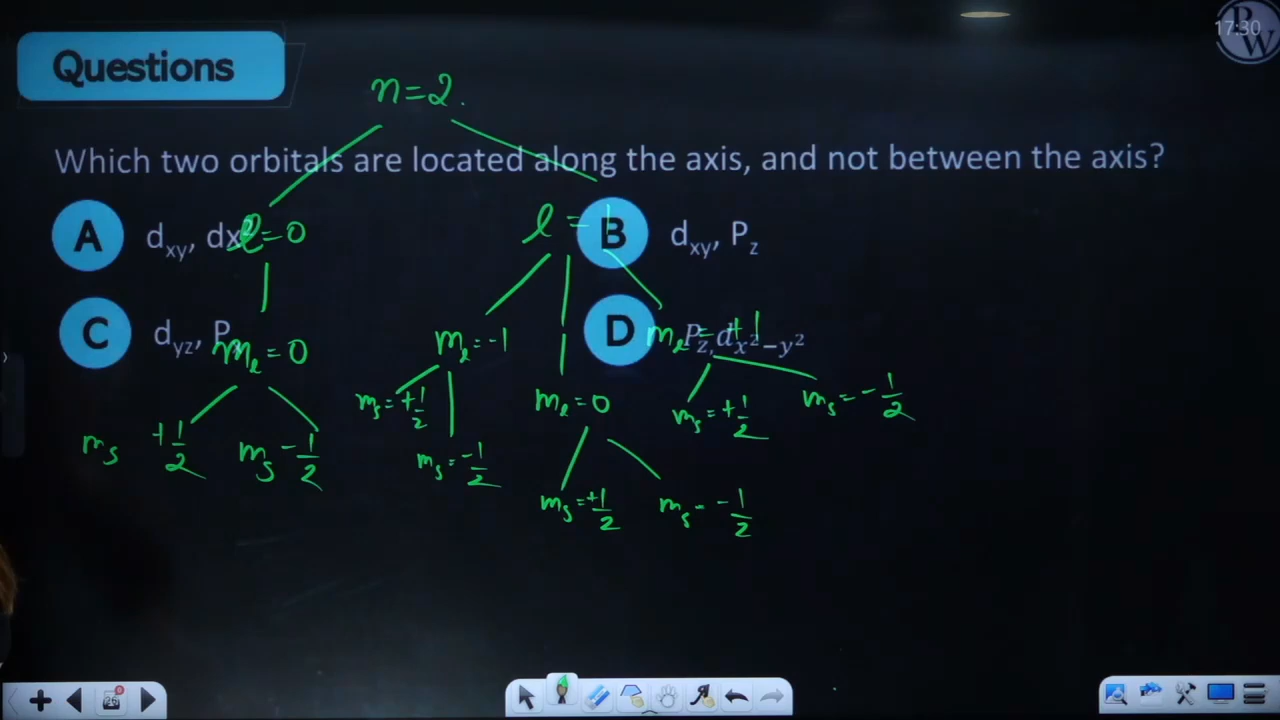 17:30
PW
Questions
n=2.
Which two orbitals are located along the axis, and not between the axis?
A d_xy, dx² B d_xy, P_z
l=0 l=1
C d_yz, P D P_z, d_x²−y²
m_l=0 m_l=-1 m_l=0 m_l=+1
m_s +1/2 m_s -1/2 m_s=+1/2 m_s=-1/2 m_s=+1/2 m_s=-1/2
m_s=+1/2 m_s=-1/2
26